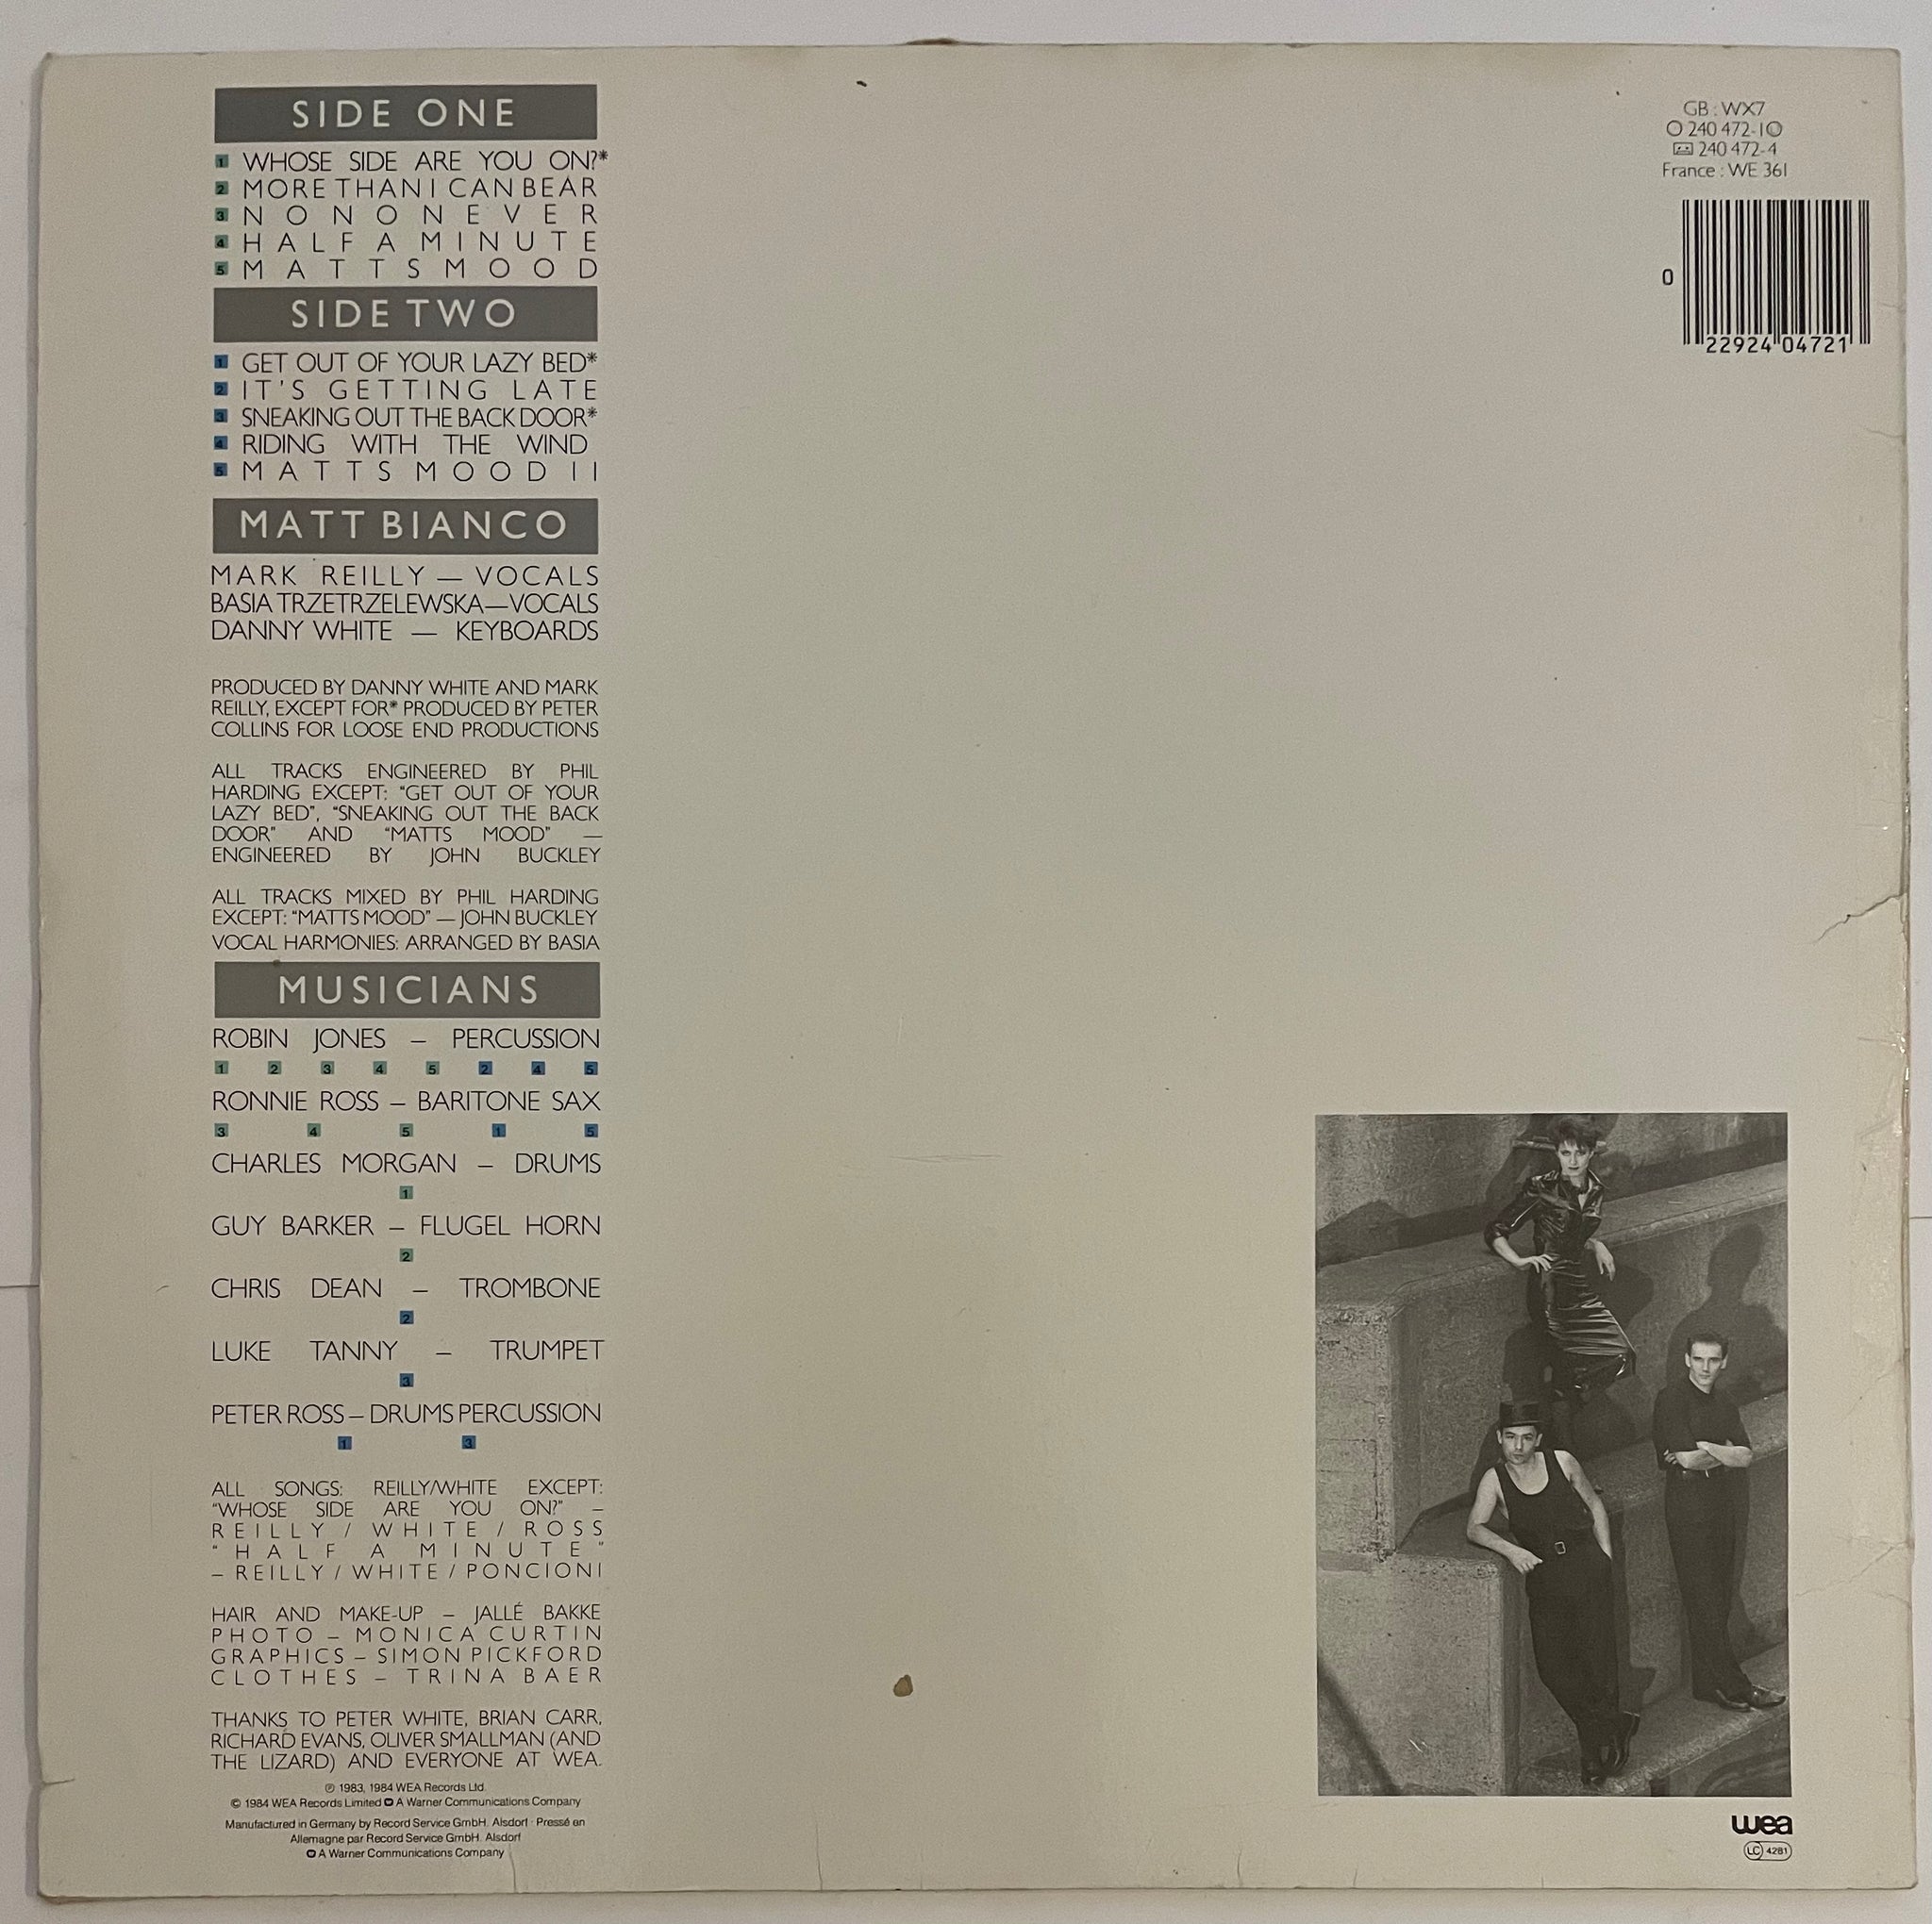 SIDE ONE
1 WHOSE SIDE ARE YOU ON?*
2 MORE THAN I CAN BEAR
3 NO NO NEVER
4 HALF A MINUTE
5 MATTS MOOD
SIDE TWO
1 GET OUT OF YOUR LAZY BED*
2 IT'S GETTING LATE
3 SNEAKING OUT THE BACK DOOR*
4 RIDING WITH THE WIND
5 MATTS MOOD II
MATT BIANCO
MARK REILLY — VOCALS
BASIA TRZETRZELEWSKA — VOCALS
DANNY WHITE — KEYBOARDS
PRODUCED BY DANNY WHITE AND MARK
REILLY, EXCEPT FOR* PRODUCED BY PETER
COLLINS FOR LOOSE END PRODUCTIONS
ALL TRACKS ENGINEERED BY PHIL
HARDING EXCEPT: "GET OUT OF YOUR
LAZY BED", "SNEAKING OUT THE BACK
DOOR" AND "MATTS MOOD" —
ENGINEERED BY JOHN BUCKLEY
ALL TRACKS MIXED BY PHIL HARDING
EXCEPT: "MATTS MOOD" — JOHN BUCKLEY
VOCAL HARMONIES: ARRANGED BY BASIA
MUSICIANS
ROBIN JONES – PERCUSSION
1 2 3 4 5 2 4 5
RONNIE ROSS – BARITONE SAX
3 4 5 1 5
CHARLES MORGAN – DRUMS
1
GUY BARKER – FLUGEL HORN
2
CHRIS DEAN – TROMBONE
2
LUKE TANNY – TRUMPET
3
PETER ROSS – DRUMS PERCUSSION
1 3
ALL SONGS: REILLY/WHITE EXCEPT:
"WHOSE SIDE ARE YOU ON?" –
REILLY / WHITE / ROSS
"HALF A MINUTE"
– REILLY / WHITE / PONCIONI
HAIR AND MAKE-UP – JALLÉ BAKKE
PHOTO – MONICA CURTIN
GRAPHICS – SIMON PICKFORD
CLOTHES – TRINA BAER
THANKS TO PETER WHITE, BRIAN CARR,
RICHARD EVANS, OLIVER SMALLMAN (AND
THE LIZARD) AND EVERYONE AT WEA.
℗ 1983, 1984 WEA Records Ltd.
© 1984 WEA Records Limited A Warner Communications Company
Manufactured in Germany by Record Service GmbH. Alsdorf · Pressé en
Allemagne par Record Service GmbH. Alsdorf
A Warner Communications Company
GB : WX7
240 472-1
240 472-4
France : WE 361
0 22924 04721
wea
LC 4281